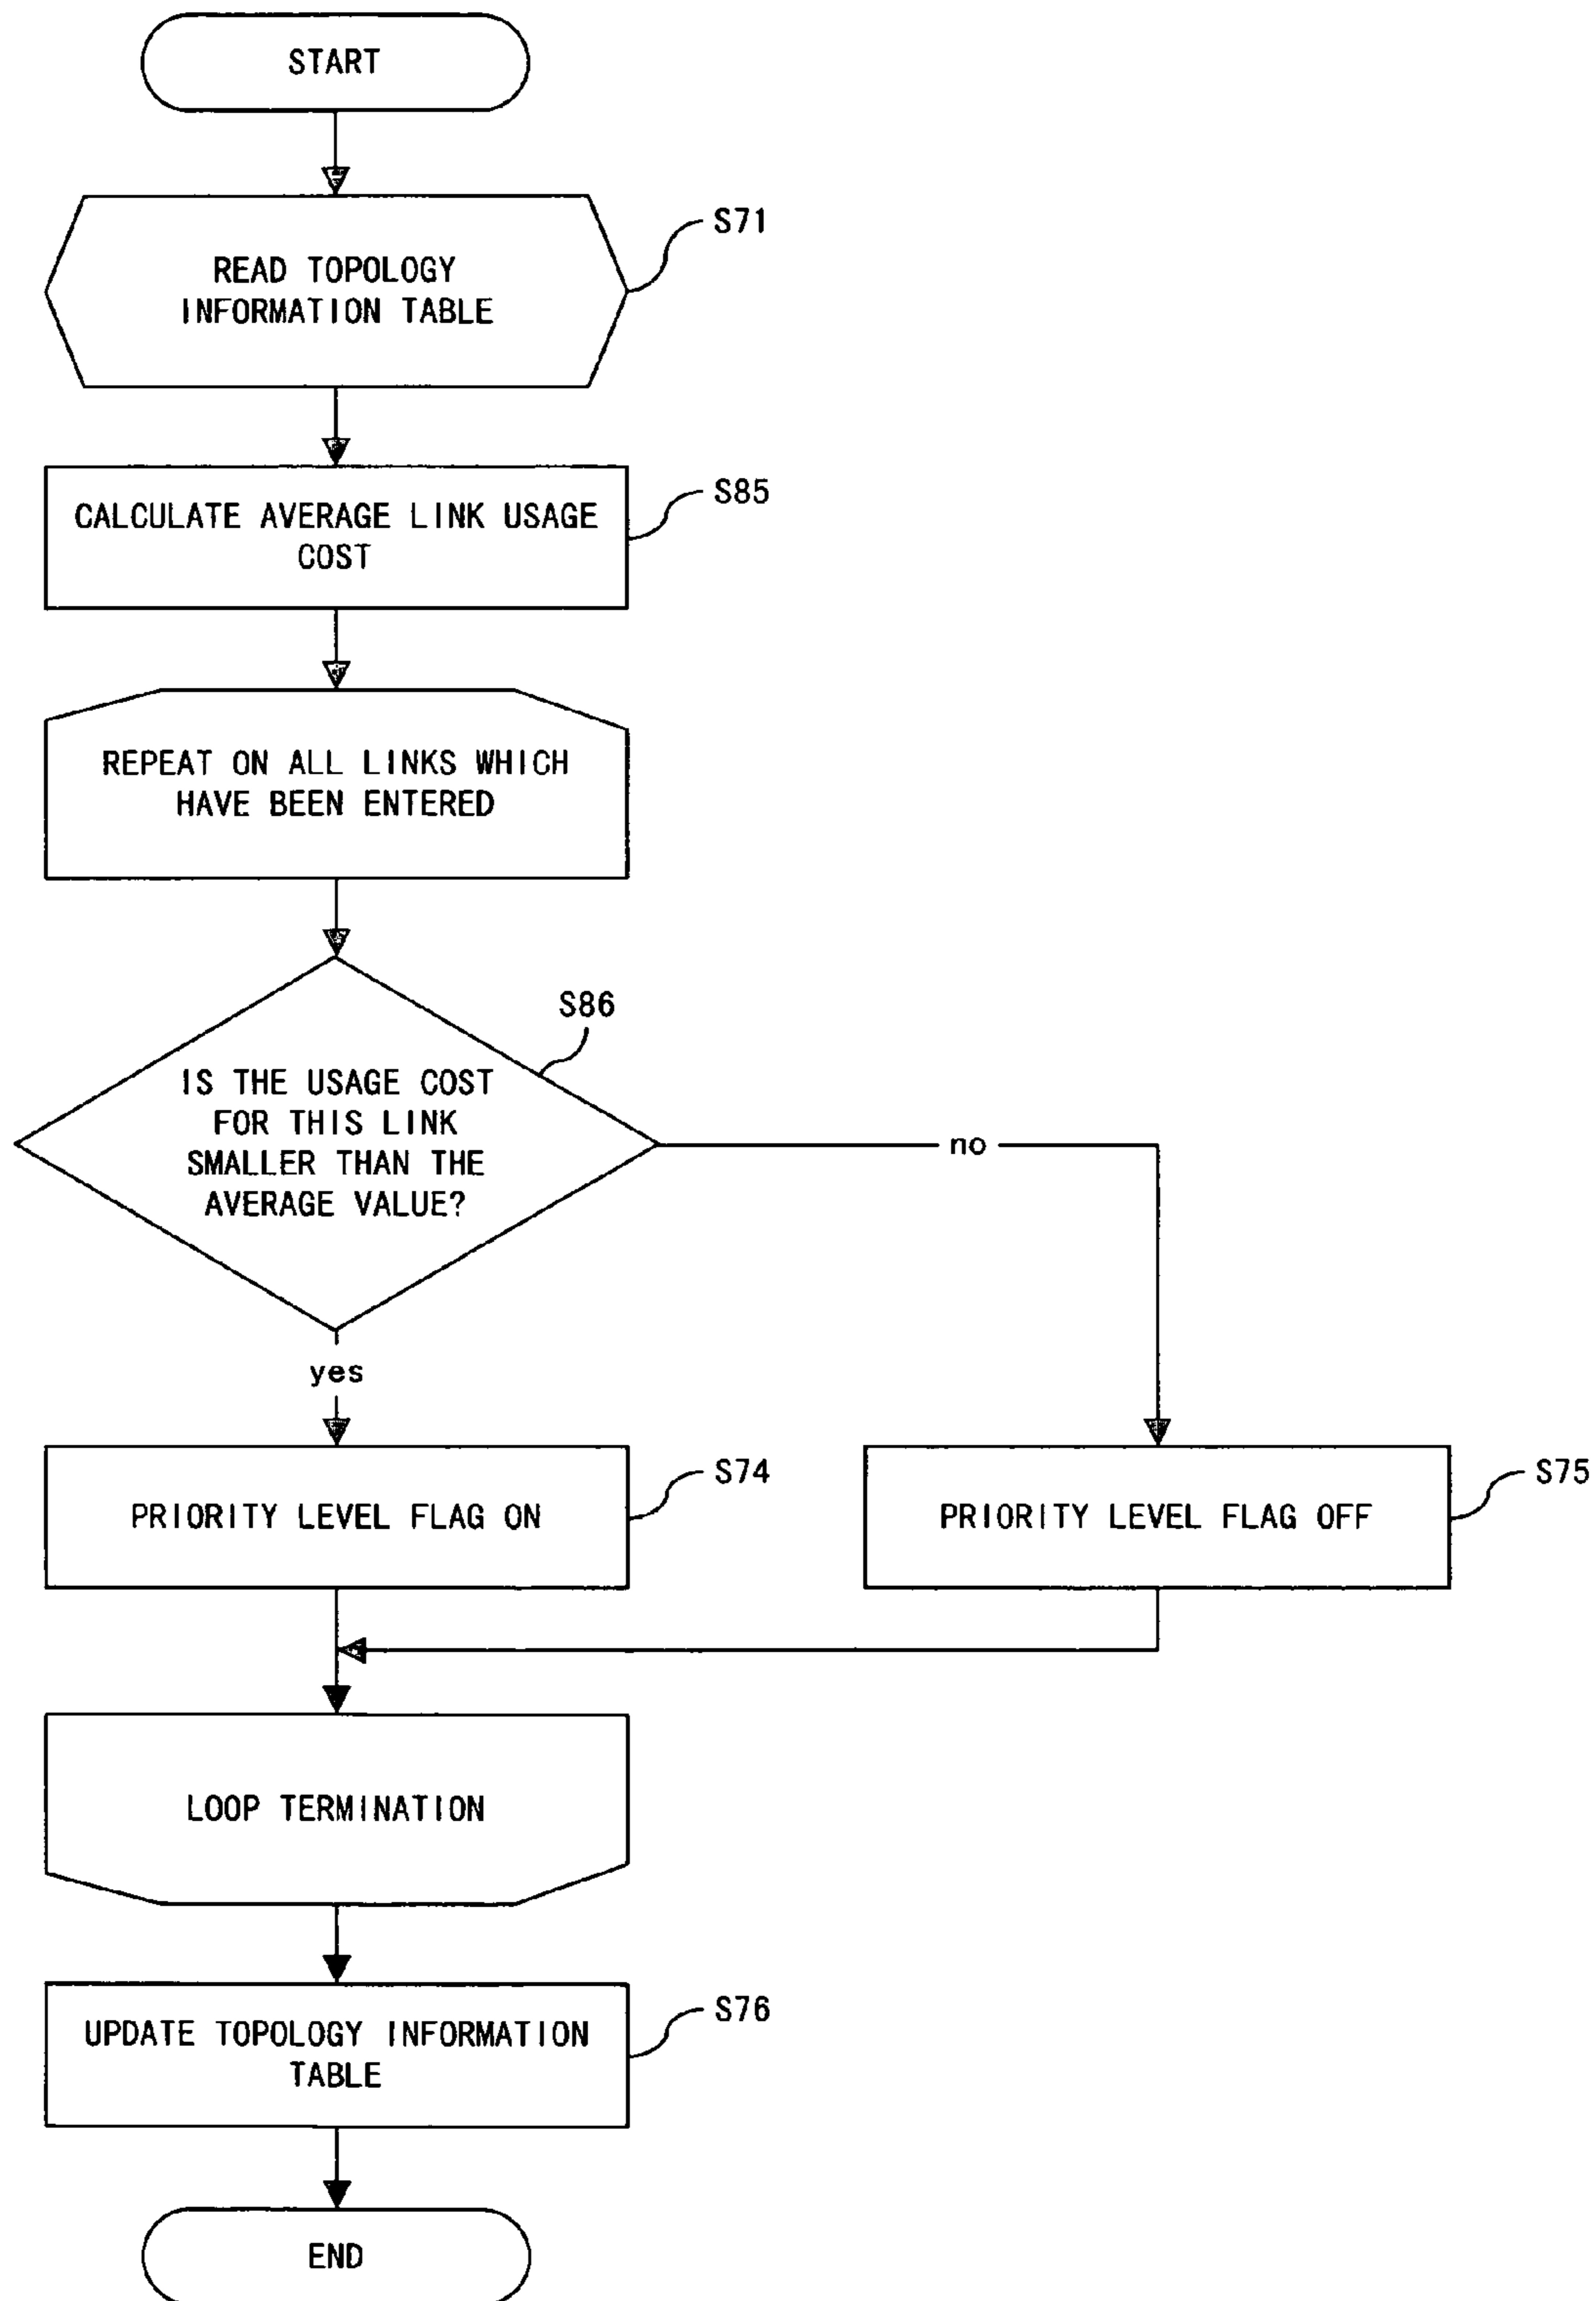 START
READ TOPOLOGY
INFORMATION TABLE
S71
CALCULATE AVERAGE LINK USAGE
COST
S85
REPEAT ON ALL LINKS WHICH
HAVE BEEN ENTERED
S86
IS THE USAGE COST
FOR THIS LINK
SMALLER THAN THE
AVERAGE VALUE?
no
yes
PRIORITY LEVEL FLAG ON
S74
PRIORITY LEVEL FLAG OFF
S75
LOOP TERMINATION
UPDATE TOPOLOGY INFORMATION
TABLE
S76
END